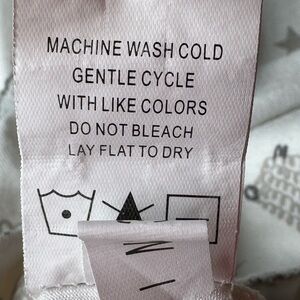 MACHINE WASH COLD
GENTLE CYCLE
WITH LIKE COLORS
DO NOT BLEACH
LAY FLAT TO DRY